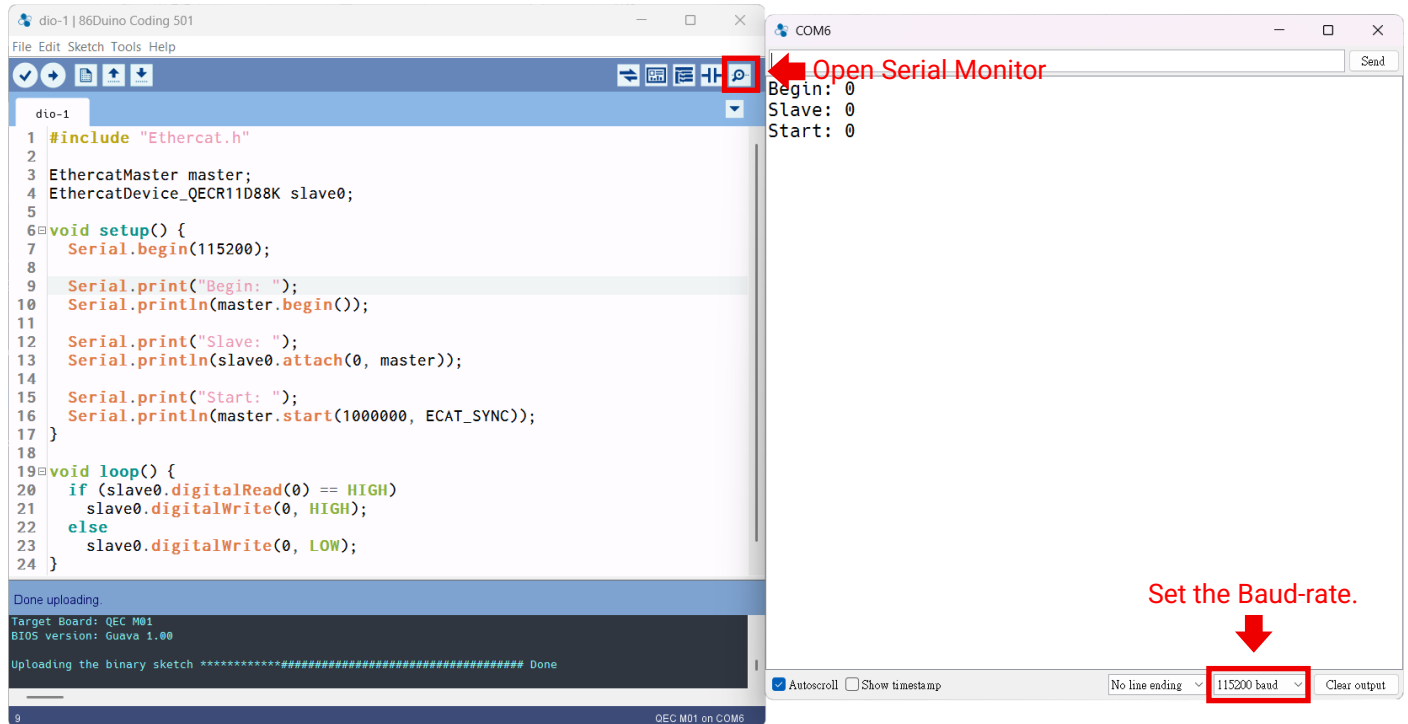 dio-1 | 86Duino Coding 501
File Edit Sketch Tools Help
dio-1
1 #include "Ethercat.h"
2
3 EthercatMaster master;
4 EthercatDevice_QECR11D88K slave0;
5
6 void setup() {
7   Serial.begin(115200);
8
9   Serial.print("Begin: ");
10   Serial.println(master.begin());
11
12   Serial.print("Slave: ");
13   Serial.println(slave0.attach(0, master));
14
15   Serial.print("Start: ");
16   Serial.println(master.start(1000000, ECAT_SYNC));
17 }
18
19 void loop() {
20   if (slave0.digitalRead(0) == HIGH)
21     slave0.digitalWrite(0, HIGH);
22   else
23     slave0.digitalWrite(0, LOW);
24 }
Done uploading.
Target Board: QEC M01
BIOS version: Guava 1.00
Uploading the binary sketch ************#################################### Done
9 QEC M01 on COM6
COM6
Send
Open Serial Monitor
Begin: 0
Slave: 0
Start: 0
Set the Baud-rate.
Autoscroll Show timestamp No line ending 115200 baud Clear output